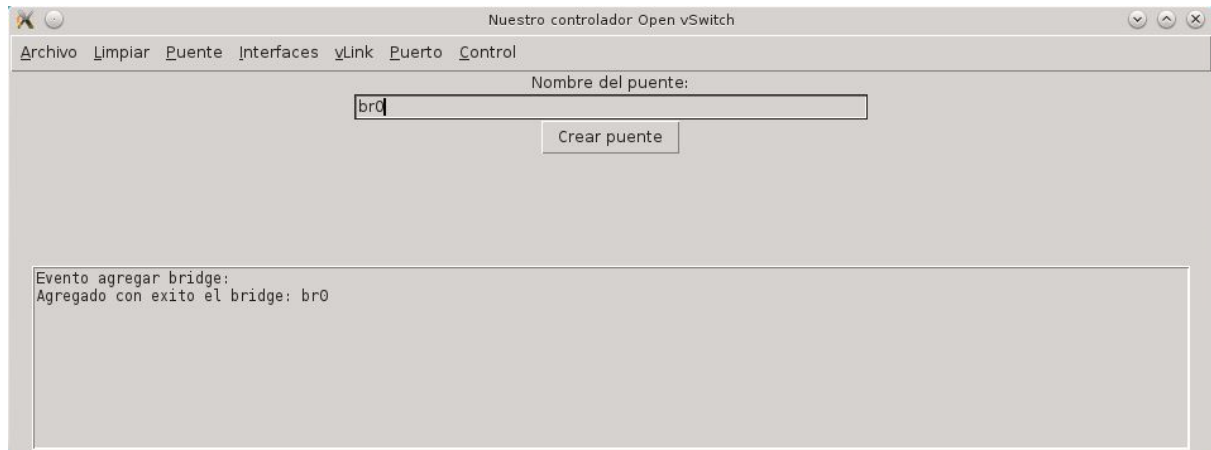 Nuestro controlador Open vSwitch
Archivo Limpiar Puente Interfaces vLink Puerto Control
Nombre del puente:
br0
Crear puente
Evento agregar bridge:
Agregado con exito el bridge: br0